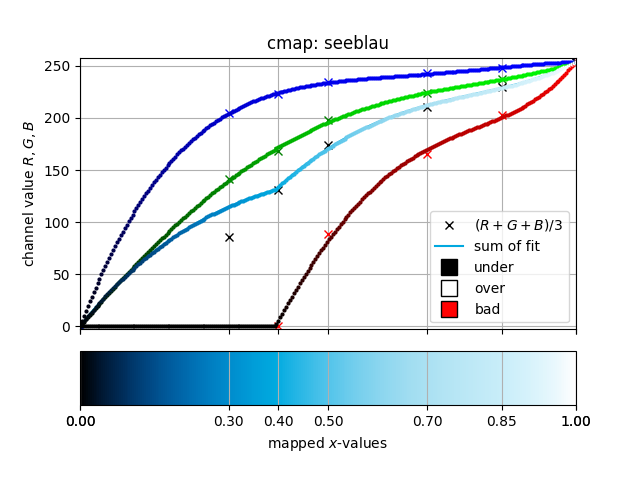 cmap: seeblau
channel value R, G, B
250
200
150
100
50
0
(R + G + B)/3
sum of fit
under
over
bad
0.00 0.30 0.40 0.50 0.70 0.85 1.00
mapped x-values